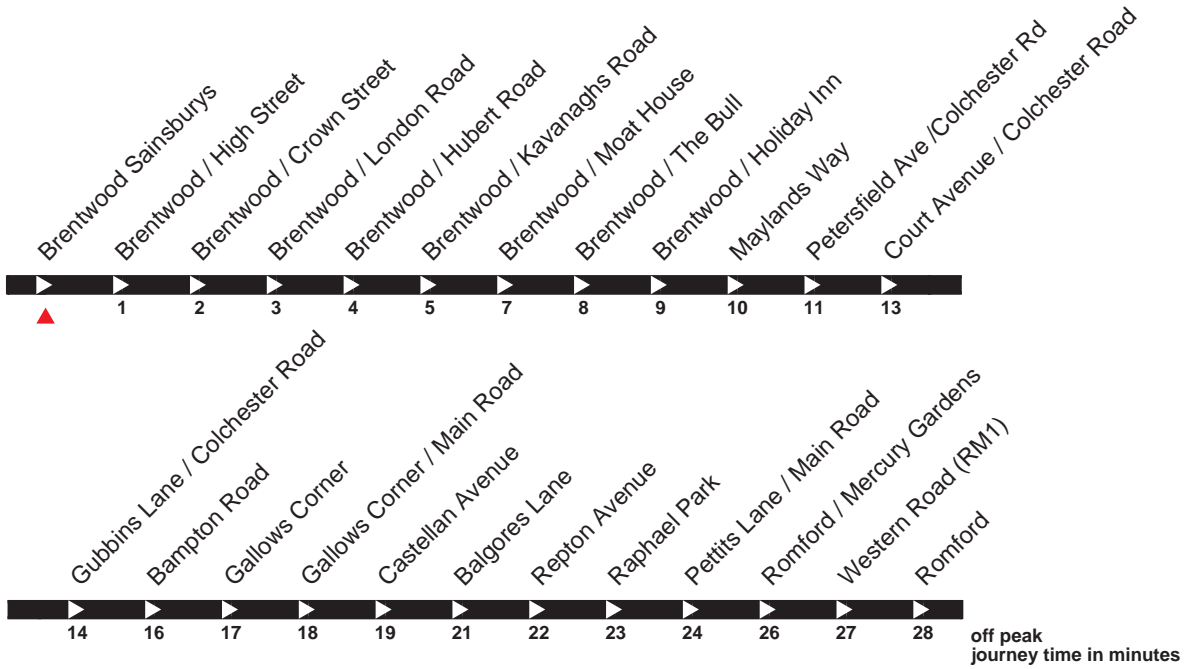 Brentwood Sainsburys
Brentwood / High Street
Brentwood / Crown Street
Brentwood / London Road
Brentwood / Hubert Road
Brentwood / Kavanaghs Road
Brentwood / Moat House
Brentwood / The Bull
Brentwood / Holiday Inn
Maylands Way
Petersfield Ave /Colchester Rd
Court Avenue / Colchester Road
1 2 3 4 5 7 8 9 10 11 13
Gubbins Lane / Colchester Road
Bampton Road
Gallows Corner
Gallows Corner / Main Road
Castellan Avenue
Balgores Lane
Repton Avenue
Raphael Park
Pettits Lane / Main Road
Romford / Mercury Gardens
Western Road (RM1)
Romford
14 16 17 18 19 21 22 23 24 26 27 28
off peak
journey time in minutes